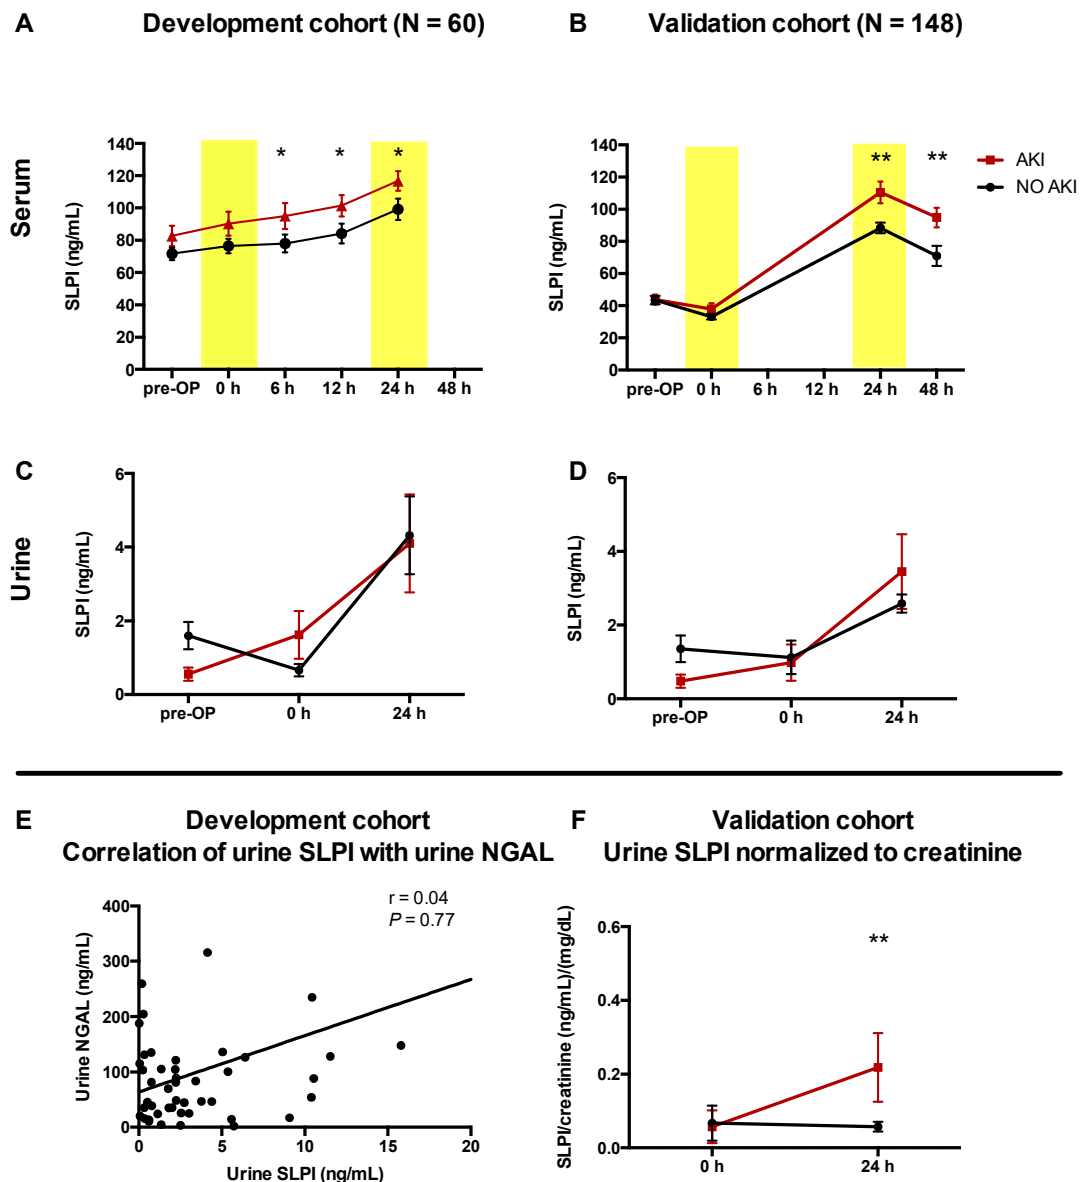 A
Development cohort (N = 60)
B
Validation cohort (N = 148)
Serum
SLPI (ng/mL)
140
120
100
80
60
40
20
0
* * *
pre-OP 0 h 6 h 12 h 24 h 48 h
SLPI (ng/mL)
140
120
100
80
60
40
20
0
** **
pre-OP 0 h 6 h 12 h 24 h 48 h
AKI
NO AKI
Urine
C
SLPI (ng/mL)
6
4
2
0
pre-OP 0 h 24 h
D
SLPI (ng/mL)
6
4
2
0
pre-OP 0 h 24 h
E
Development cohort
Correlation of urine SLPI with urine NGAL
r = 0.04
P = 0.77
Urine NGAL (ng/mL)
400
300
200
100
0
0 5 10 15 20
Urine SLPI (ng/mL)
F
Validation cohort
Urine SLPI normalized to creatinine
SLPI/creatinine (ng/mL)/(mg/dL)
0.6
0.4
0.2
0.0
**
0 h 24 h